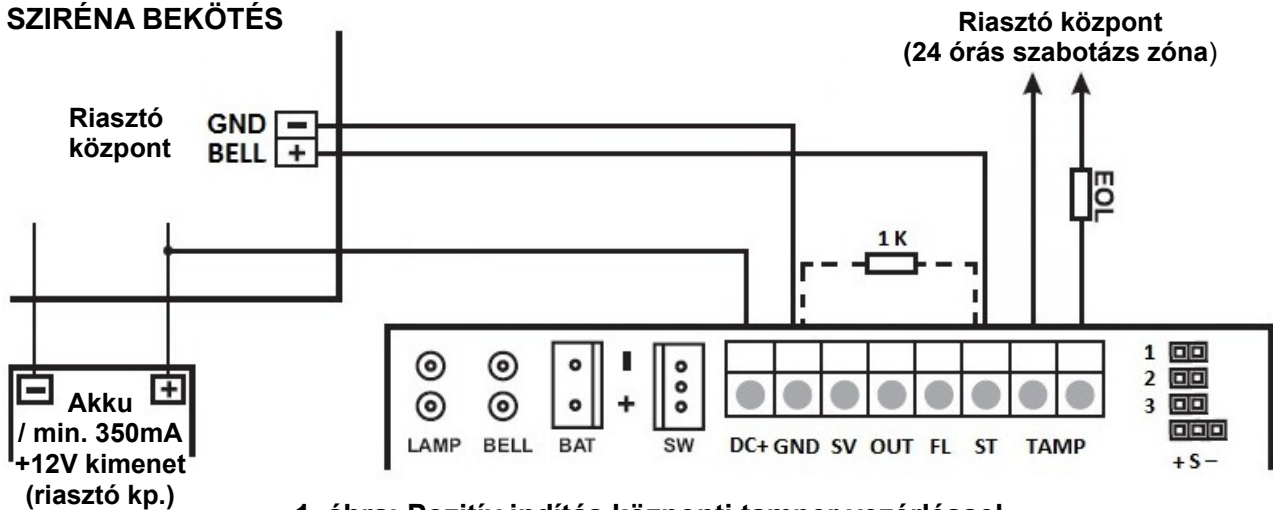 SZIRÉNA BEKÖTÉS
Riasztó központ
(24 órás szabotázs zóna)
Riasztó
központ
GND −
BELL +
EOL
1 K
− +
Akku
/ min. 350mA
+12V kimenet
(riasztó kp.)
LAMP BELL BAT − + SW DC+ GND SV OUT FL ST TAMP
1
2
3
+ S −